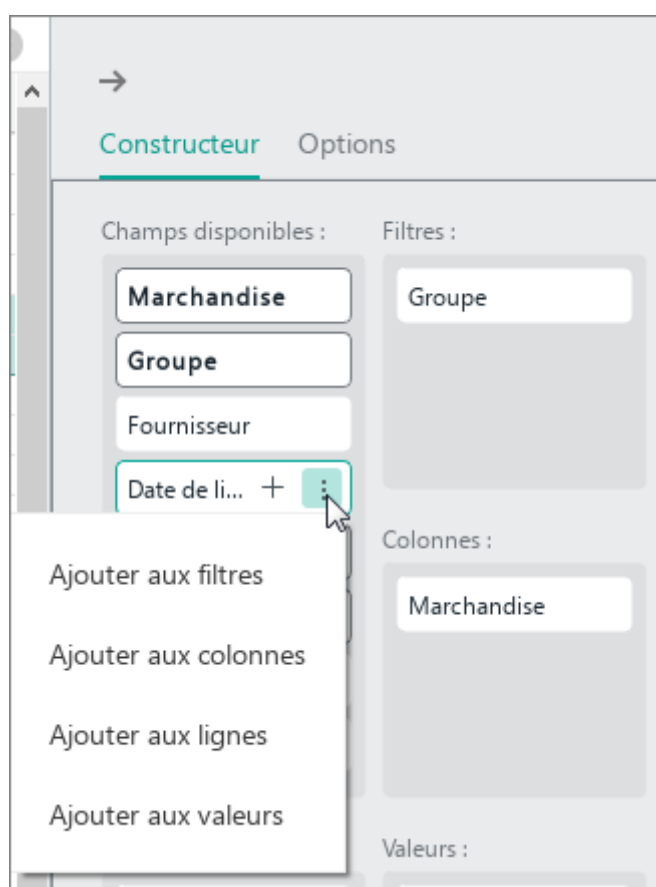 Constructeur
Options
Champs disponibles :
Marchandise
Groupe
Fournisseur
Date de li...
Ajouter aux filtres
Ajouter aux colonnes
Ajouter aux lignes
Ajouter aux valeurs
Filtres :
Groupe
Colonnes :
Marchandise
Valeurs :